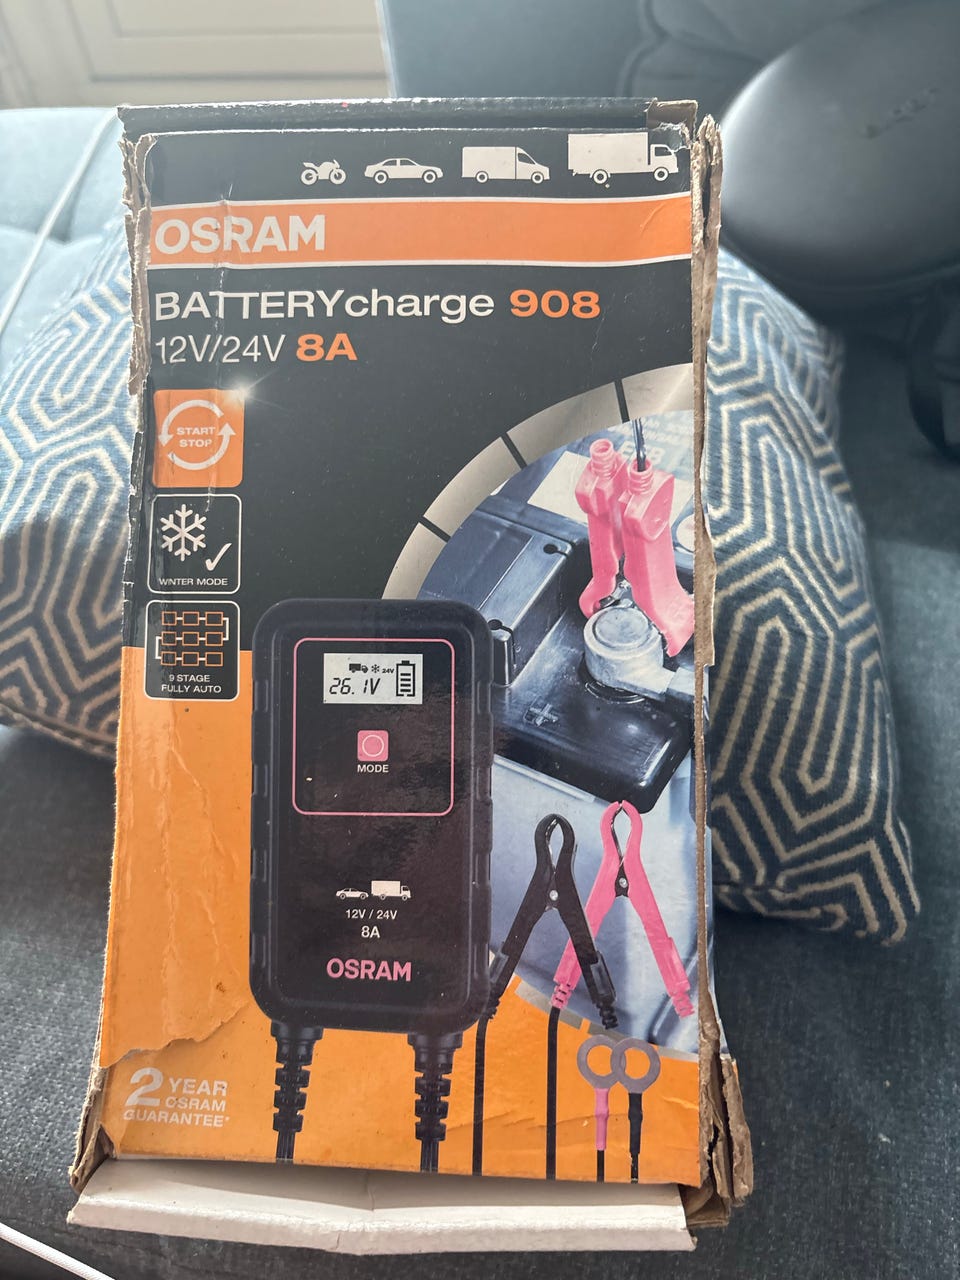 OSRAM
BATTERYcharge 908
12V/24V 8A
START
STOP
WINTER MODE
9 STAGE
FULLY AUTO
24V
26.1V
MODE
12V / 24V
8A
OSRAM
2 YEAR
OSRAM
GUARANTEE*